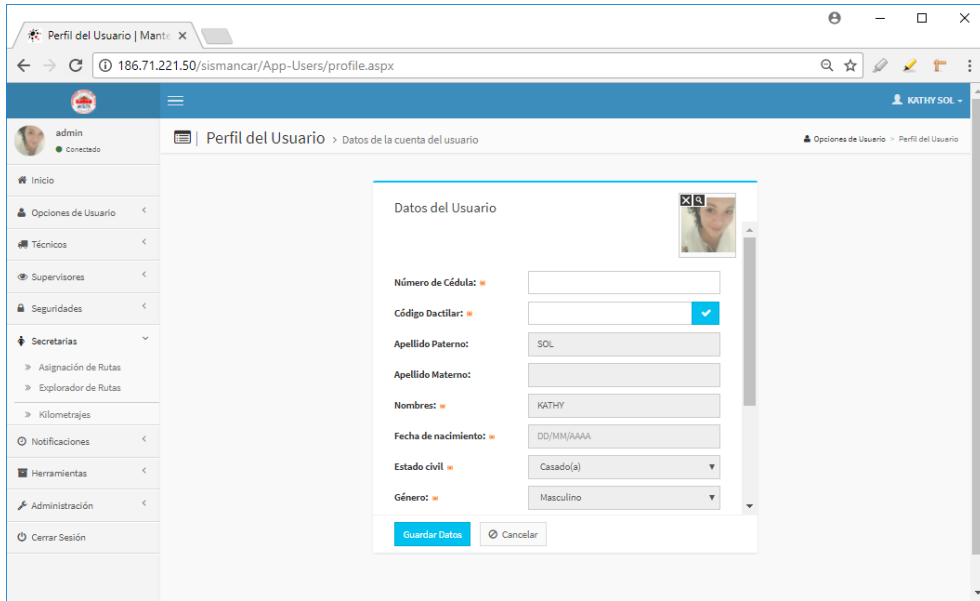 Perfil del Usuario | Mante
186.71.221.50/sismancar/App-Users/profile.aspx
KATHY SOL
admin
Conectado
Perfil del Usuario > Datos de la cuenta del usuario
Opciones de Usuario > Perfil del Usuario
Inicio
Opciones de Usuario
Técnicos
Supervisores
Seguridades
Secretarias
» Asignación de Rutas
» Explorador de Rutas
» Kilometrajes
Notificaciones
Herramientas
Administración
Cerrar Sesión
Datos del Usuario
Número de Cédula:
Código Dactilar:
Apellido Paterno: SOL
Apellido Materno:
Nombres: KATHY
Fecha de nacimiento: DD/MM/AAAA
Estado civil Casado(a)
Género: Masculino
Guardar Datos Cancelar